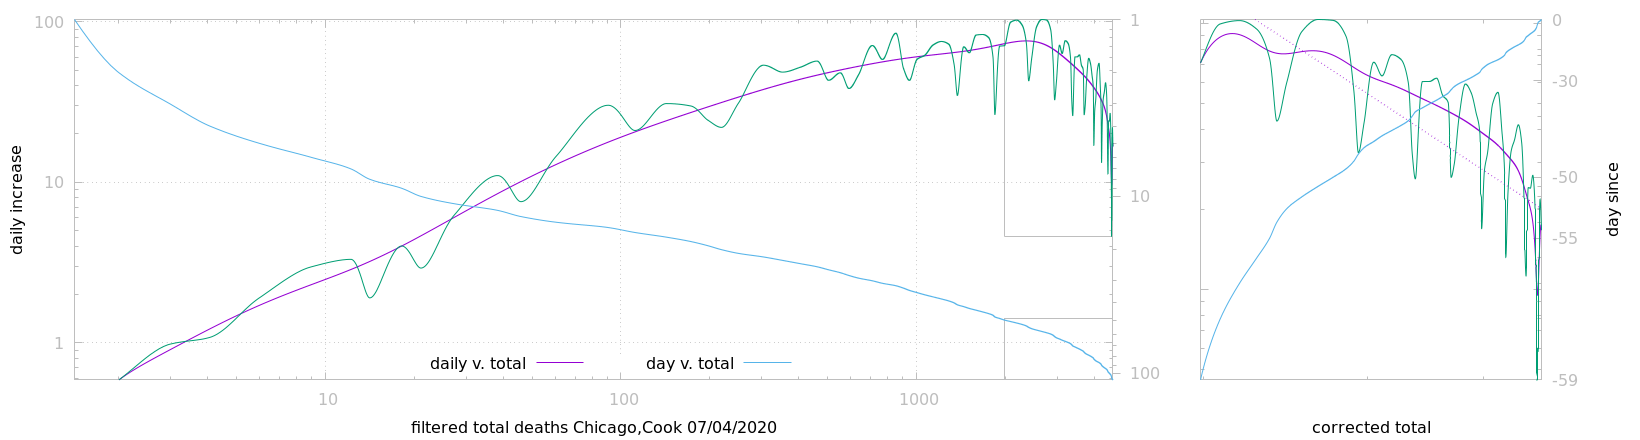 100
10
1
daily increase
10
100
1000
1
10
100
daily v. total
day v. total
filtered total deaths Chicago,Cook 07/04/2020
0
-30
-50
-55
-59
day since
corrected total